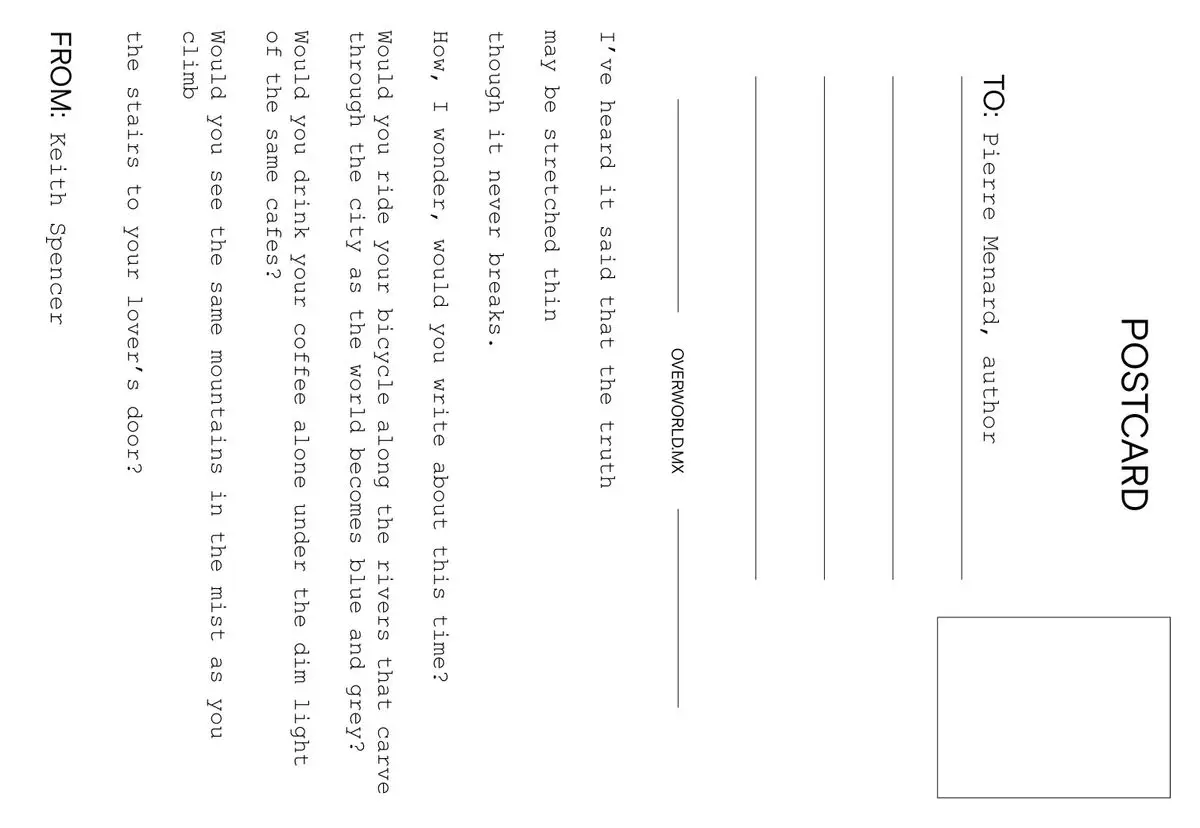 POSTCARD
TO: Pierre Menard, author
OVERWORLD.MX
I’ve heard it said that the truth
may be stretched thin
though it never breaks.
How, I wonder, would you write about this time?
Would you ride your bicycle along the rivers that carve
through the city as the world becomes blue and grey?
Would you drink your coffee alone under the dim light
of the same cafes?
Would you see the same mountains in the mist as you
climb
the stairs to your lover’s door?
FROM: Keith Spencer